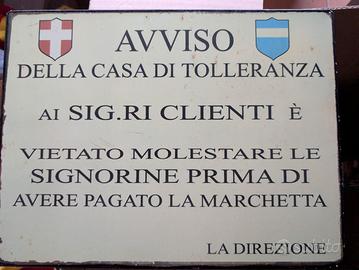 AVVISO
DELLA CASA DI TOLLERANZA
AI SIG.RI CLIENTI È
VIETATO MOLESTARE LE
SIGNORINE PRIMA DI
AVERE PAGATO LA MARCHETTA
LA DIREZIONE
subito